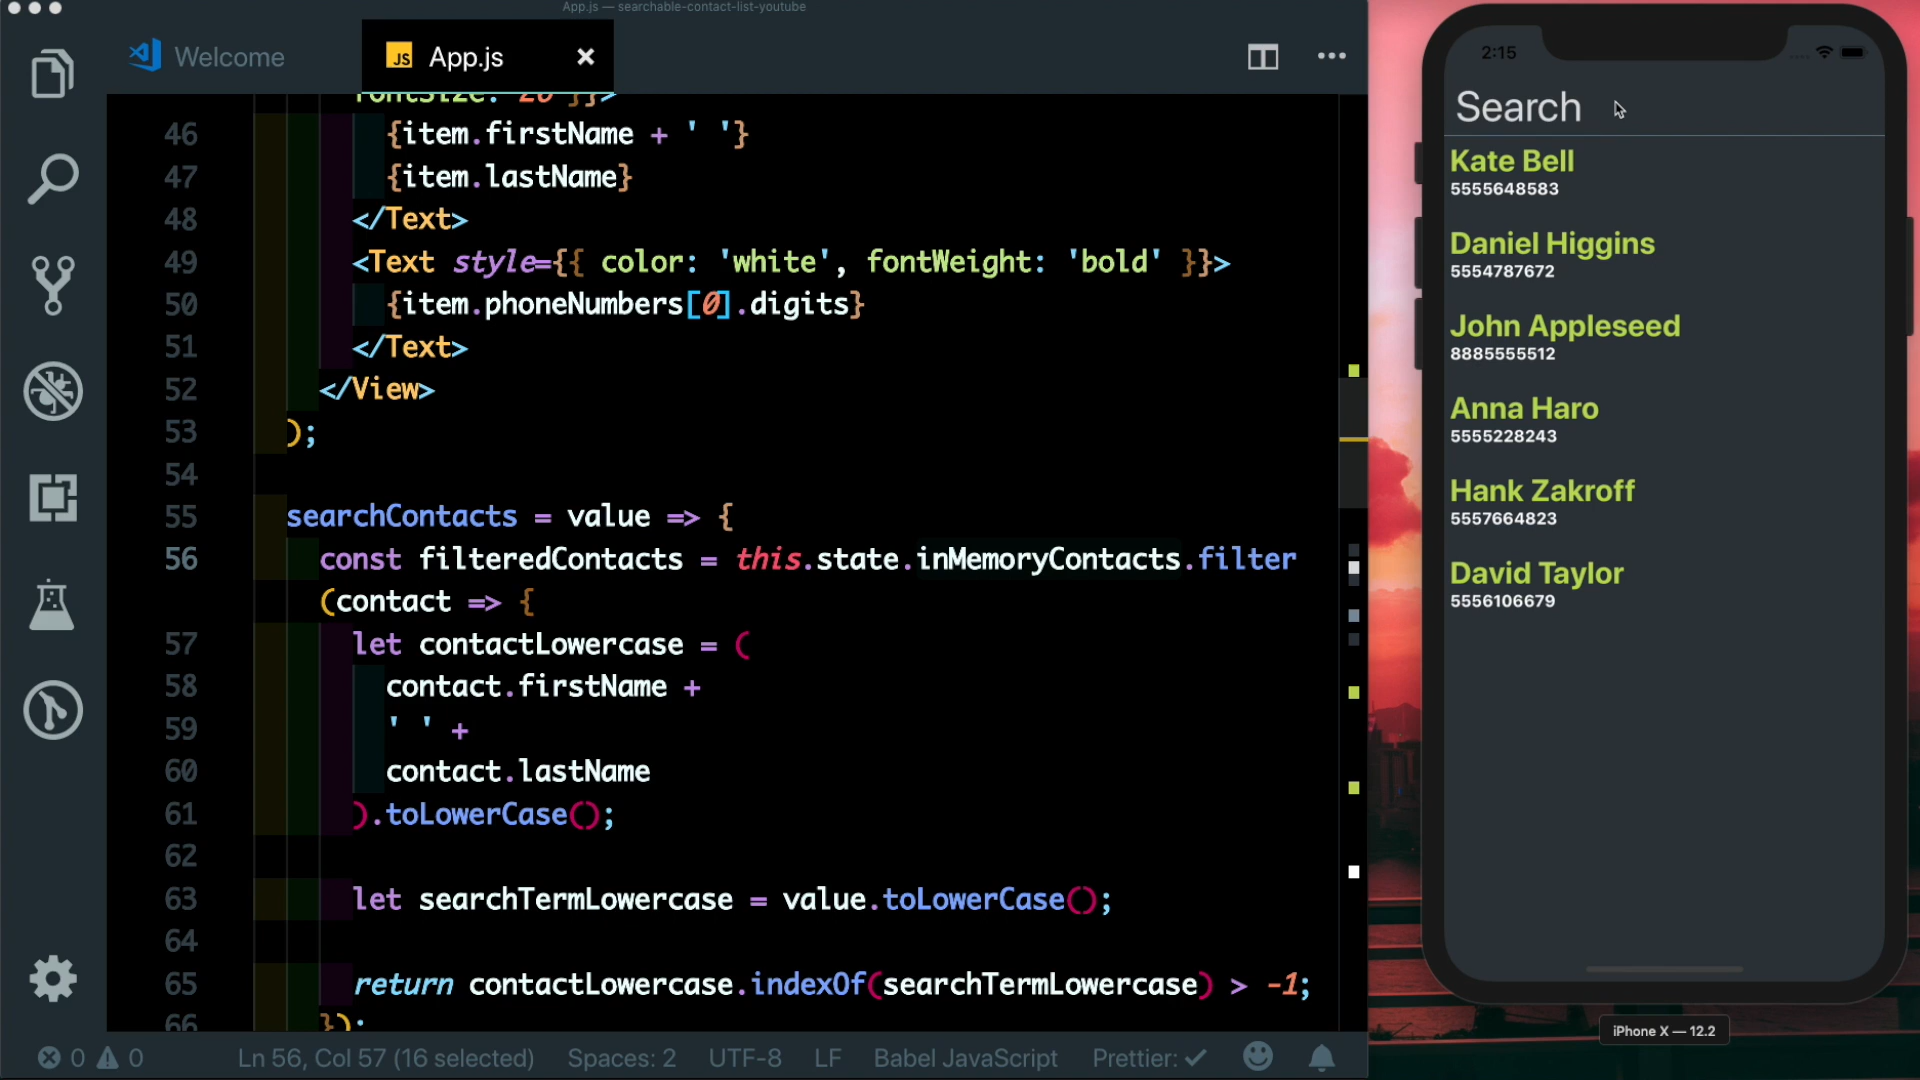 App.js — searchable-contact-list-youtube
Welcome
App.js
fontSize: 26 }}>
46 {item.firstName + ' '}
47 {item.lastName}
48 </Text>
49 <Text style={{ color: 'white', fontWeight: 'bold' }}>
50 {item.phoneNumbers[0].digits}
51 </Text>
52 </View>
53 );
54
55 searchContacts = value => {
56 const filteredContacts = this.state.inMemoryContacts.filter
(contact => {
57 let contactLowercase = (
58 contact.firstName +
59 ' ' +
60 contact.lastName
61 ).toLowerCase();
62
63 let searchTermLowercase = value.toLowerCase();
64
65 return contactLowercase.indexOf(searchTermLowercase) > -1;
66 });
0 0 Ln 56, Col 57 (16 selected) Spaces: 2 UTF-8 LF Babel JavaScript Prettier: ✓
2:15
Search
Kate Bell
5555648583
Daniel Higgins
5554787672
John Appleseed
8885555512
Anna Haro
5555228243
Hank Zakroff
5557664823
David Taylor
5556106679
iPhone X — 12.2